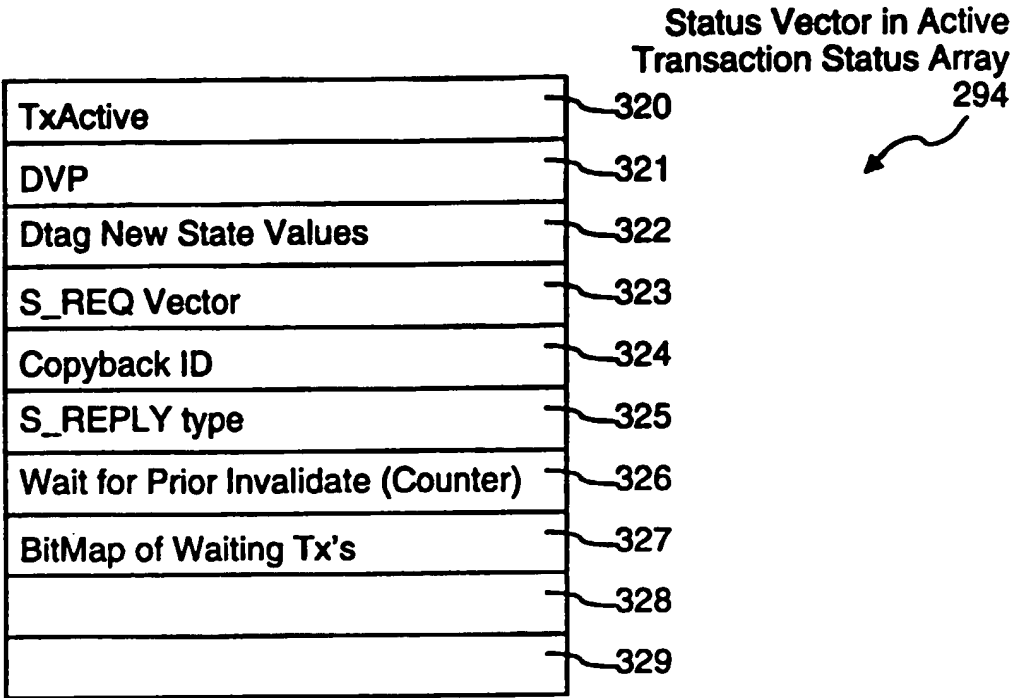 Status Vector in Active
Transaction Status Array
294
TxActive 320
DVP 321
Dtag New State Values 322
S_REQ Vector 323
Copyback ID 324
S_REPLY type 325
Wait for Prior Invalidate (Counter) 326
BitMap of Waiting Tx's 327
328
329